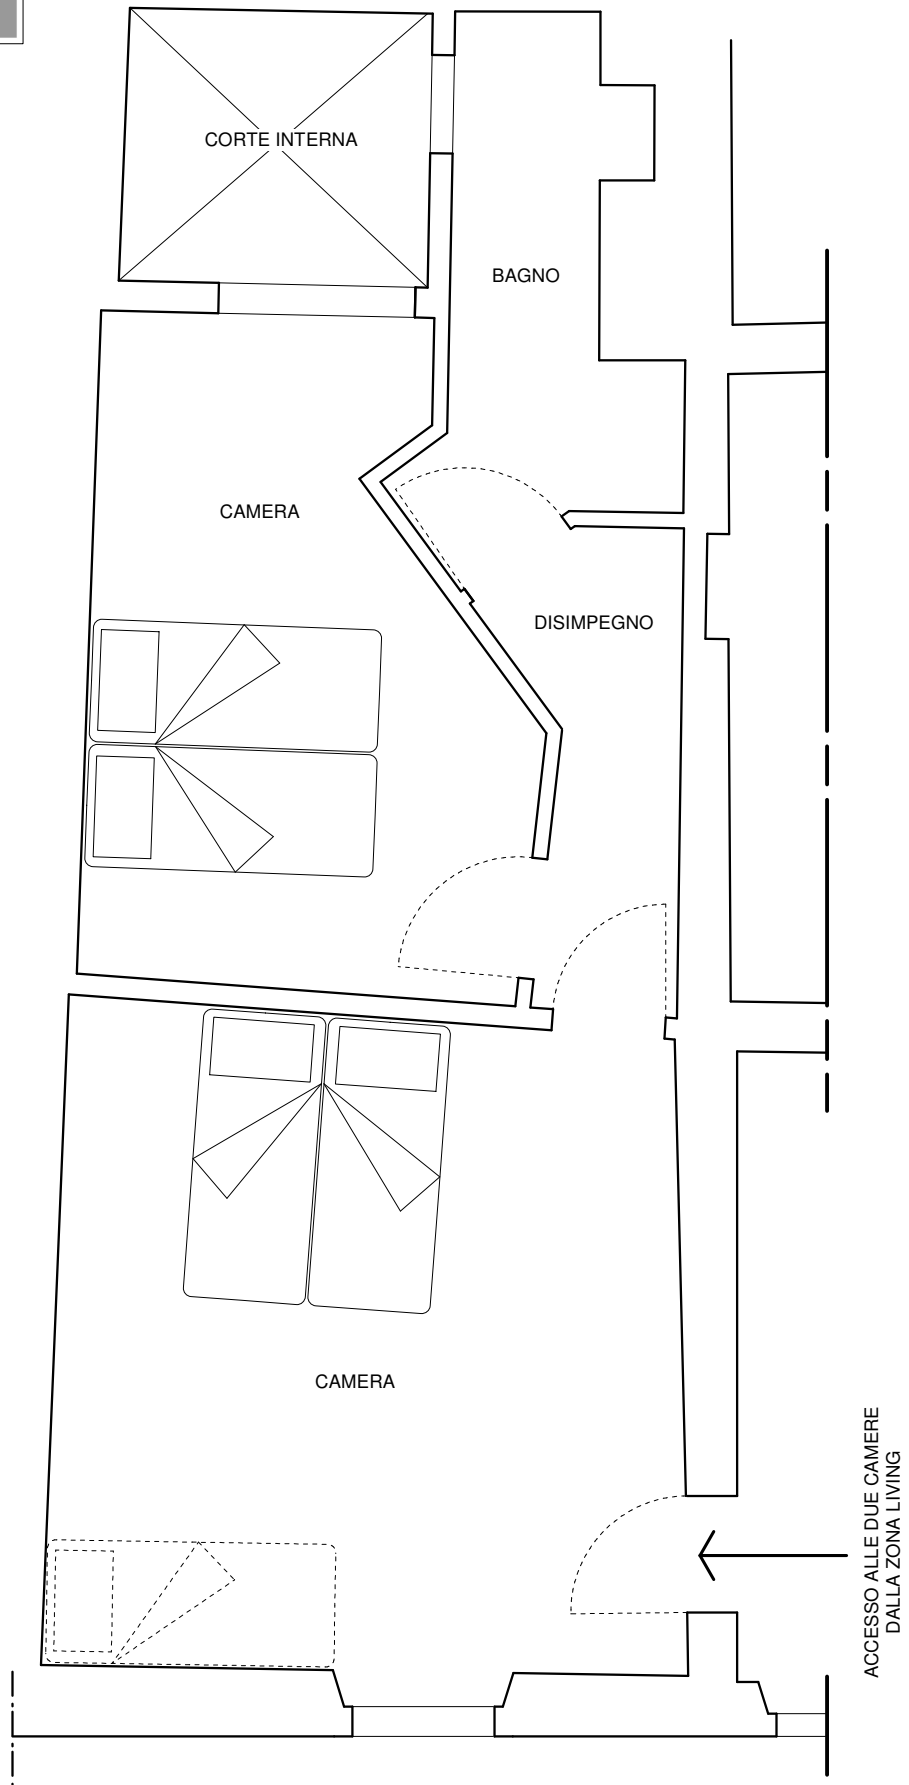 CORTE INTERNA
BAGNO
CAMERA
DISIMPEGNO
CAMERA
ACCESSO ALLE DUE CAMERE
DALLA ZONA LIVING